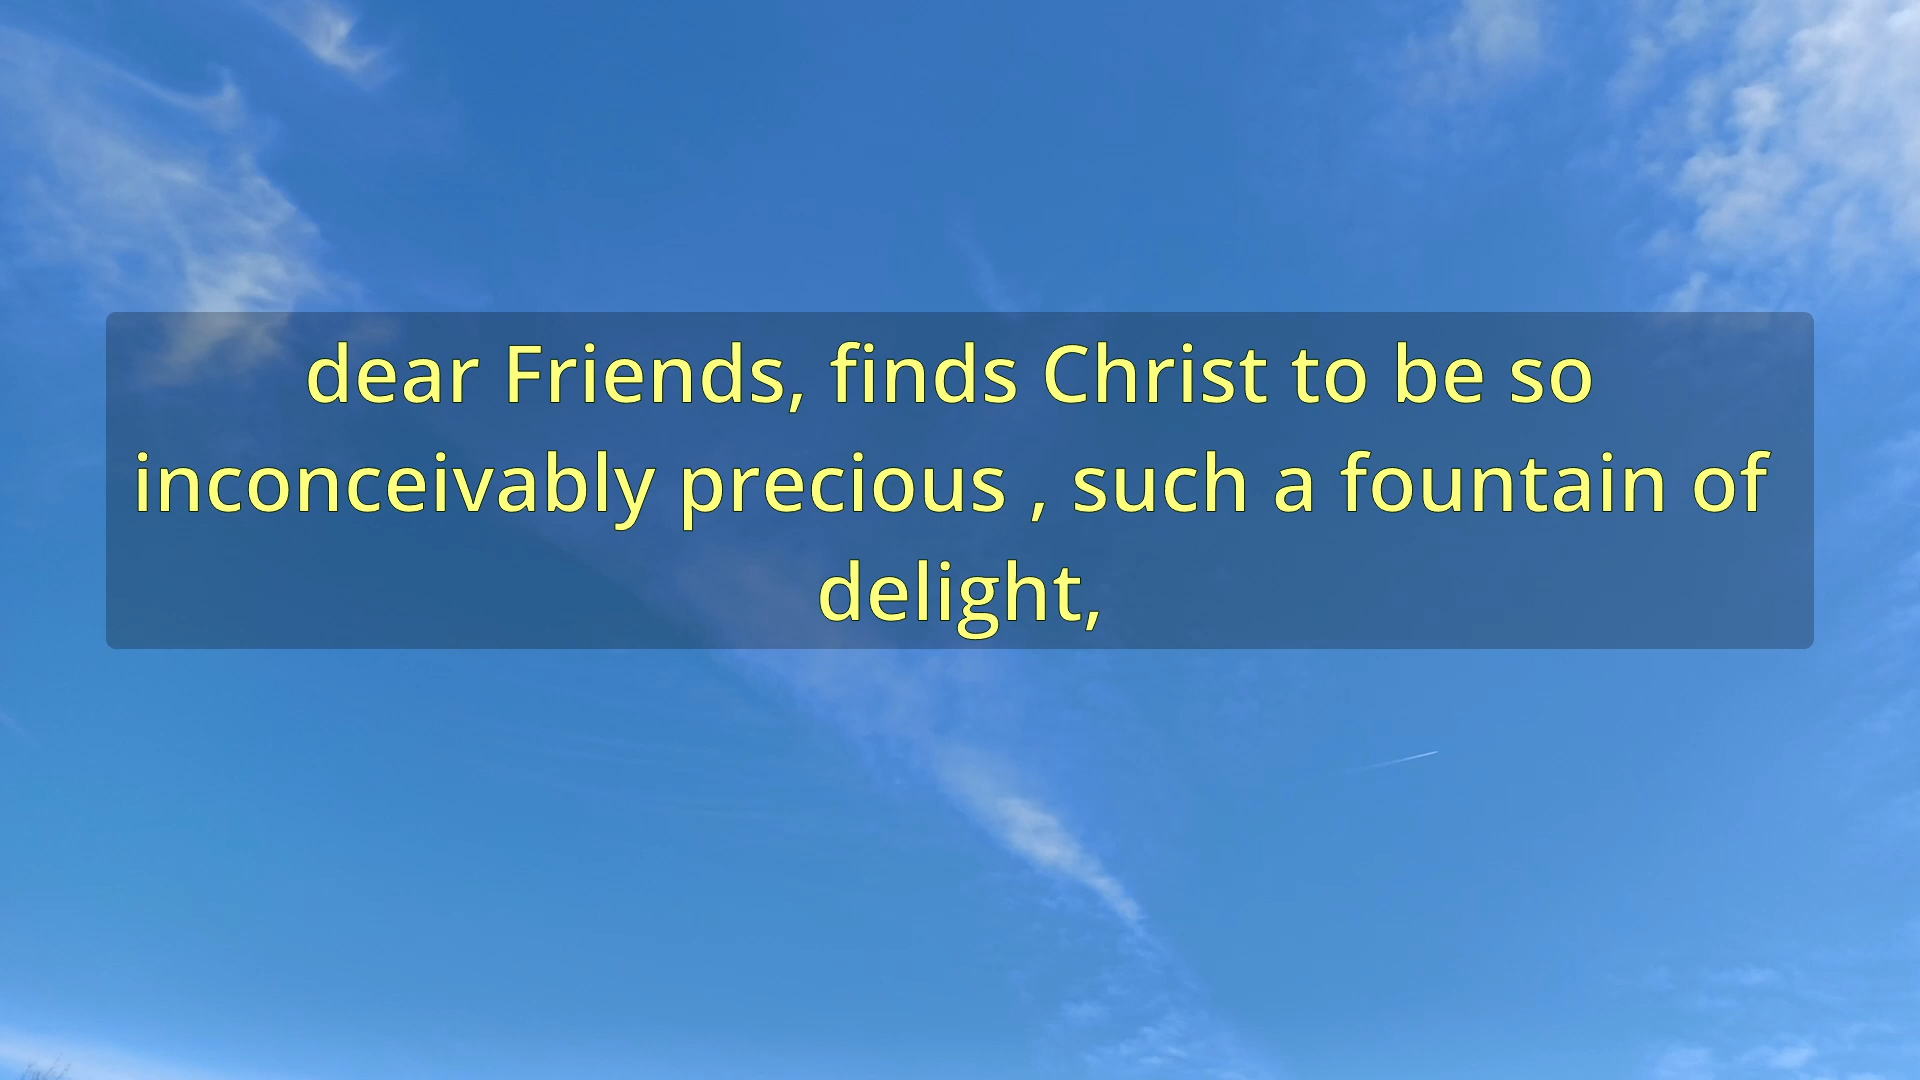 dear Friends, finds Christ to be so
inconceivably precious , such a fountain of
delight,